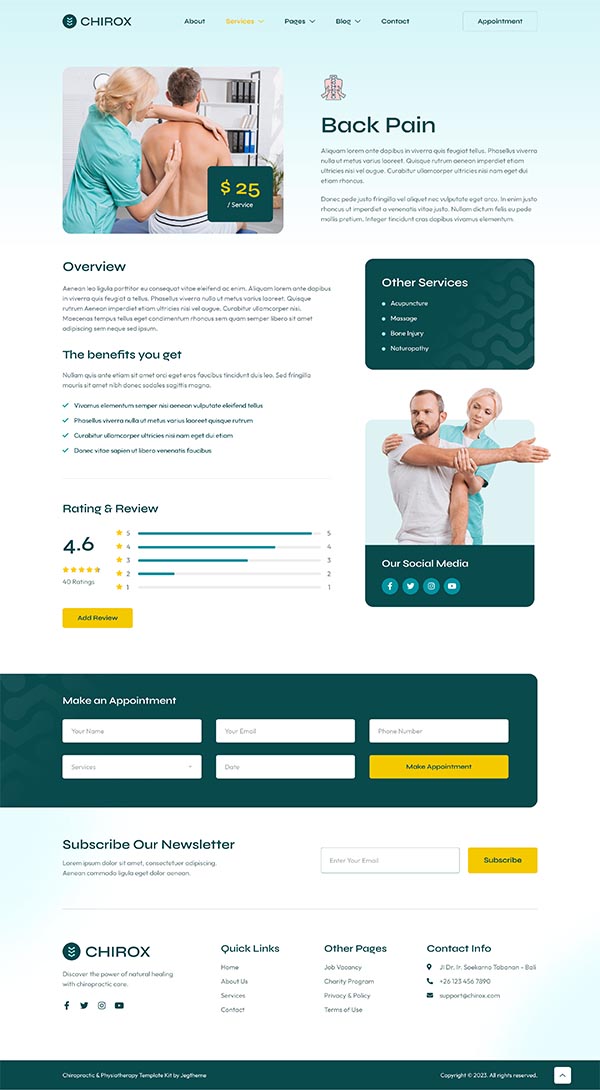 CHIROX
About
Services
Pages
Blog
Contact
Appointment
$ 25
/ Service
Back Pain
Aliquam lorem ante dapibus in viverra quis feugiat tellus. Phasellus viverra
nulla ut metus varius laoreet. Quisque rutrum aenean imperdiet etiam
ultricies nisi vel augue. Curabitur ullamcorper ultricies nisi nam eget dui
etiam rhoncus.
Donec pede justo fringilla vel aliquet nec vulputate eget arcu. In enim justo
rhoncus ut imperdiet a venenatis vitae justo. Nullam dictum felis eu pede
mollis pretium. Integer tincidunt cras dapibus vivamus elementum.
Overview
Aenean leo ligula porttitor eu consequat vitae eleifend ac enim. Aliquam lorem ante dapibus
in viverra quis feugiat a tellus. Phasellus viverra nulla ut metus varius laoreet. Quisque
rutrum Aenean imperdiet etiam ultricies nisi vel augue. Curabitur ullamcorper nisi.
Maecenas tempus tellus eget condimentum rhoncus sem quam semper libero sit amet
adipiscing sem neque sed ipsum.
The benefits you get
Nullam quis ante etiam sit amet orci eget eros faucibus tincidunt duis leo. Sed fringilla
mauris sit amet nibh donec sodales sagittis magna.
Vivamus elementum semper nisi aenean vulputate eleifend tellus
Phasellus viverra nulla ut metus varius laoreet quisque rutrum
Curabitur ullamcorper ultricies nisi nam eget dui etiam
Donec vitae sapien ut libero venenatis faucibus
Other Services
Acupuncture
Massage
Bone Injury
Naturopathy
Rating & Review
4.6
40 Ratings
5 5
4 4
3 3
2 2
1 1
Add Review
Our Social Media
Make an Appointment
Your Name
Your Email
Phone Number
Services
Date
Make Appointment
Subscribe Our Newsletter
Lorem ipsum dolor sit amet, consectetuer adipiscing.
Aenean commodo ligula eget dolor aenean.
Enter Your Email
Subscribe
CHIROX
Discover the power of natural healing
with chiropractic care.
Quick Links
Home
About Us
Services
Contact
Other Pages
Job Vacancy
Charity Program
Privacy & Policy
Terms of Use
Contact Info
Jl Dr. Ir. Soekarno Tabanan - Bali
+26 123 456 7890
support@chirox.com
Chiropractic & Physiotherapy Template Kit by Jegtheme
Copyright © 2023. All rights reserved.